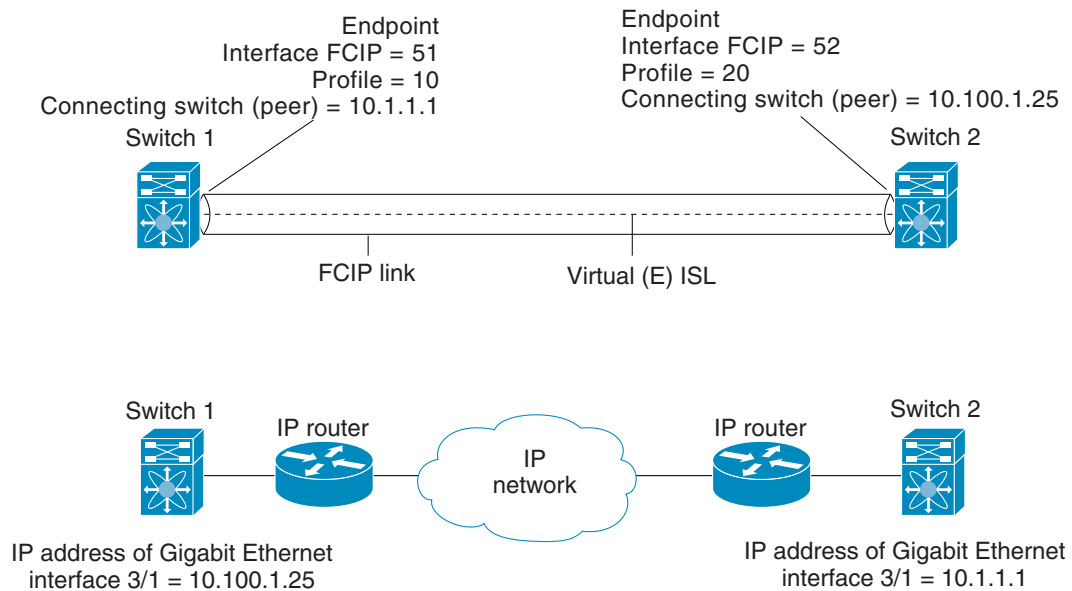 Endpoint
Interface FCIP = 51
Profile = 10
Connecting switch (peer) = 10.1.1.1
Switch 1
Endpoint
Interface FCIP = 52
Profile = 20
Connecting switch (peer) = 10.100.1.25
Switch 2
FCIP link
Virtual (E) ISL
Switch 1
IP router
IP
network
IP router
Switch 2
IP address of Gigabit Ethernet
interface 3/1 = 10.100.1.25
IP address of Gigabit Ethernet
interface 3/1 = 10.1.1.1